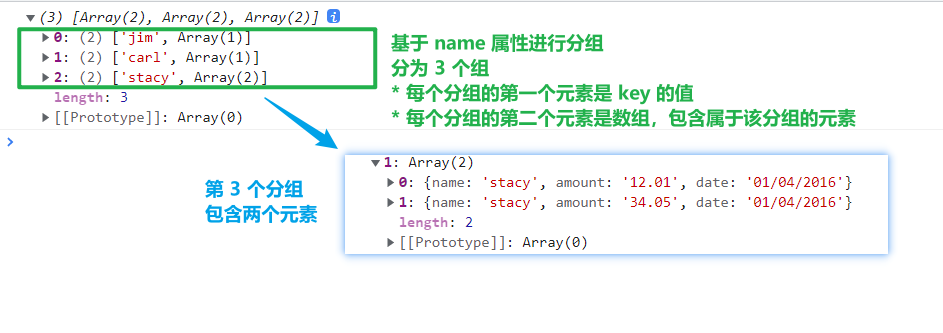 ▼(3) [Array(2), Array(2), Array(2)] i
▶0: (2) ['jim', Array(1)]
▶1: (2) ['carl', Array(1)]
▶2: (2) ['stacy', Array(2)]
length: 3
▶[[Prototype]]: Array(0)
基于 name 属性进行分组
分为 3 个组
* 每个分组的第一个元素是 key 的值
* 每个分组的第二个元素是数组，包含属于该分组的元素
第 3 个分组
包含两个元素
▼1: Array(2)
▶0: {name: 'stacy', amount: '12.01', date: '01/04/2016'}
▶1: {name: 'stacy', amount: '34.05', date: '01/04/2016'}
length: 2
▶[[Prototype]]: Array(0)